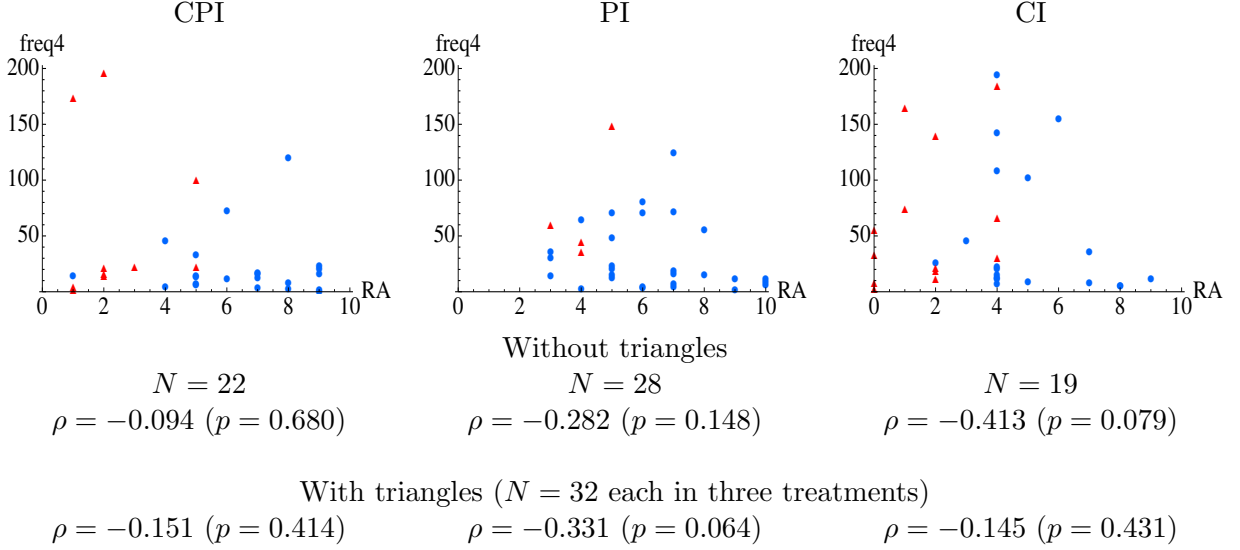 CPI PI CI
freq4 freq4 freq4
200 200 200
150 150 150
100 100 100
50 50 50
0 2 4 6 8 10 RA 0 2 4 6 8 10 RA 0 2 4 6 8 10 RA
Without triangles
N = 22 N = 28 N = 19
ρ = −0.094 (p = 0.680) ρ = −0.282 (p = 0.148) ρ = −0.413 (p = 0.079)
With triangles (N = 32 each in three treatments)
ρ = −0.151 (p = 0.414) ρ = −0.331 (p = 0.064) ρ = −0.145 (p = 0.431)